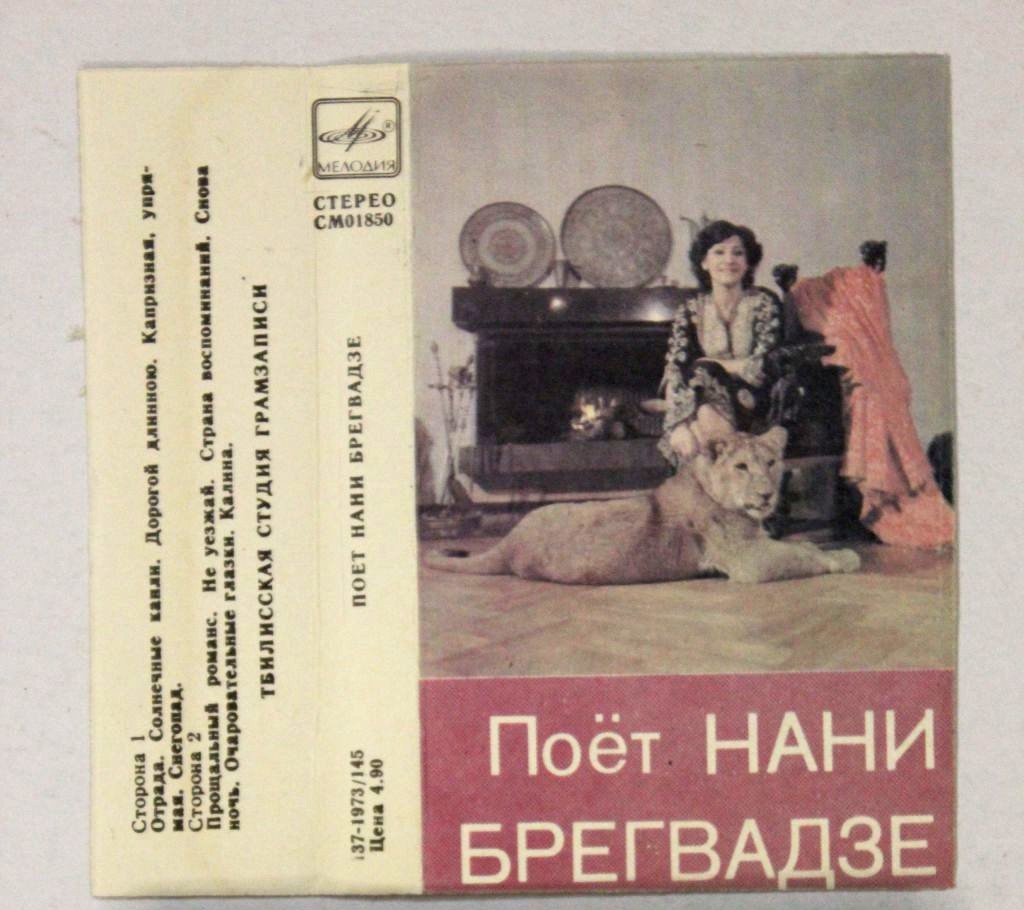 Сторона 1
Отрада. Солнечные капли. Дорогой длинною. Капризная, упря-
мая. Снегопад.
Сторона 2
Прощальный романс. Не уезжай. Страна воспоминаний. Снова
ночь. Очаровательные глазки. Калина.
ТБИЛИССКАЯ СТУДИЯ ГРАМЗАПИСИ
МЕЛОДИЯ
СТЕРЕО
СМ01850
ПОЕТ НАНИ БРЕГВАДЗЕ
137-1973/145
Цена 4.90
Поёт НАНИ
БРЕГВАДЗЕ